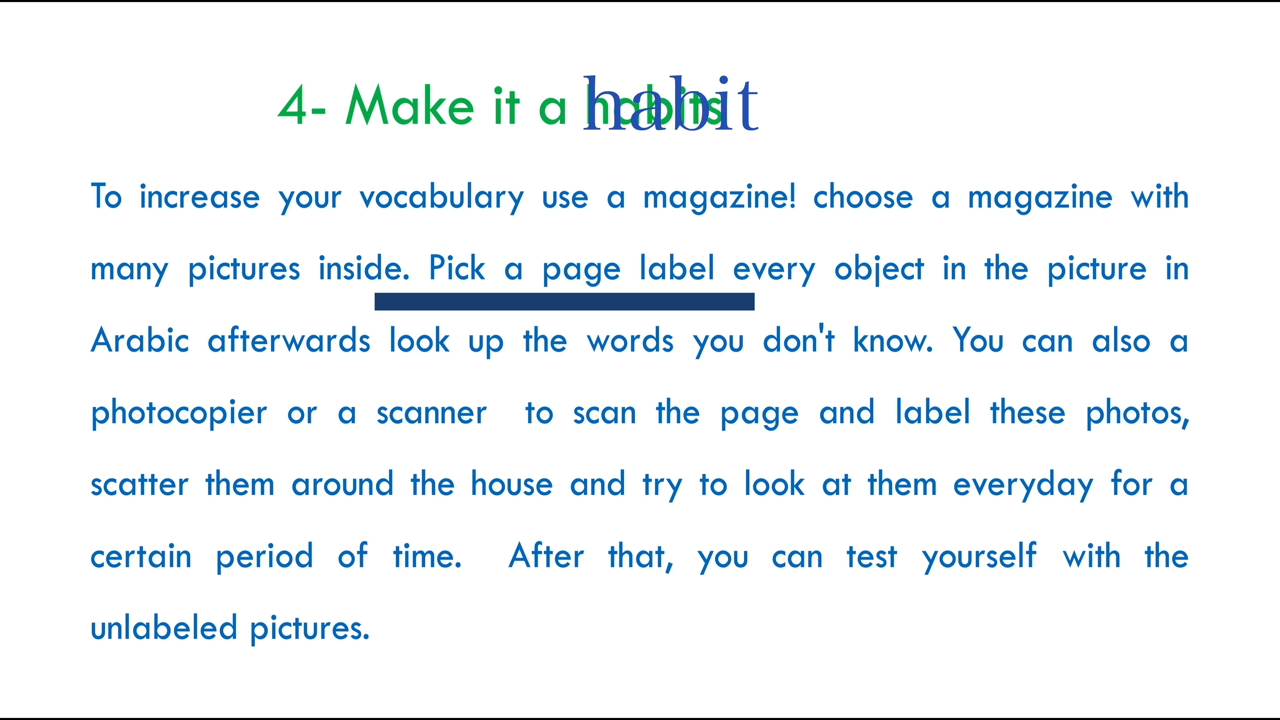 4- Make it a habits
habit
To increase your vocabulary use a magazine! choose a magazine with
many pictures inside. Pick a page label every object in the picture in
Arabic afterwards look up the words you don't know. You can also a
photocopier or a scanner to scan the page and label these photos,
scatter them around the house and try to look at them everyday for a
certain period of time. After that, you can test yourself with the
unlabeled pictures.